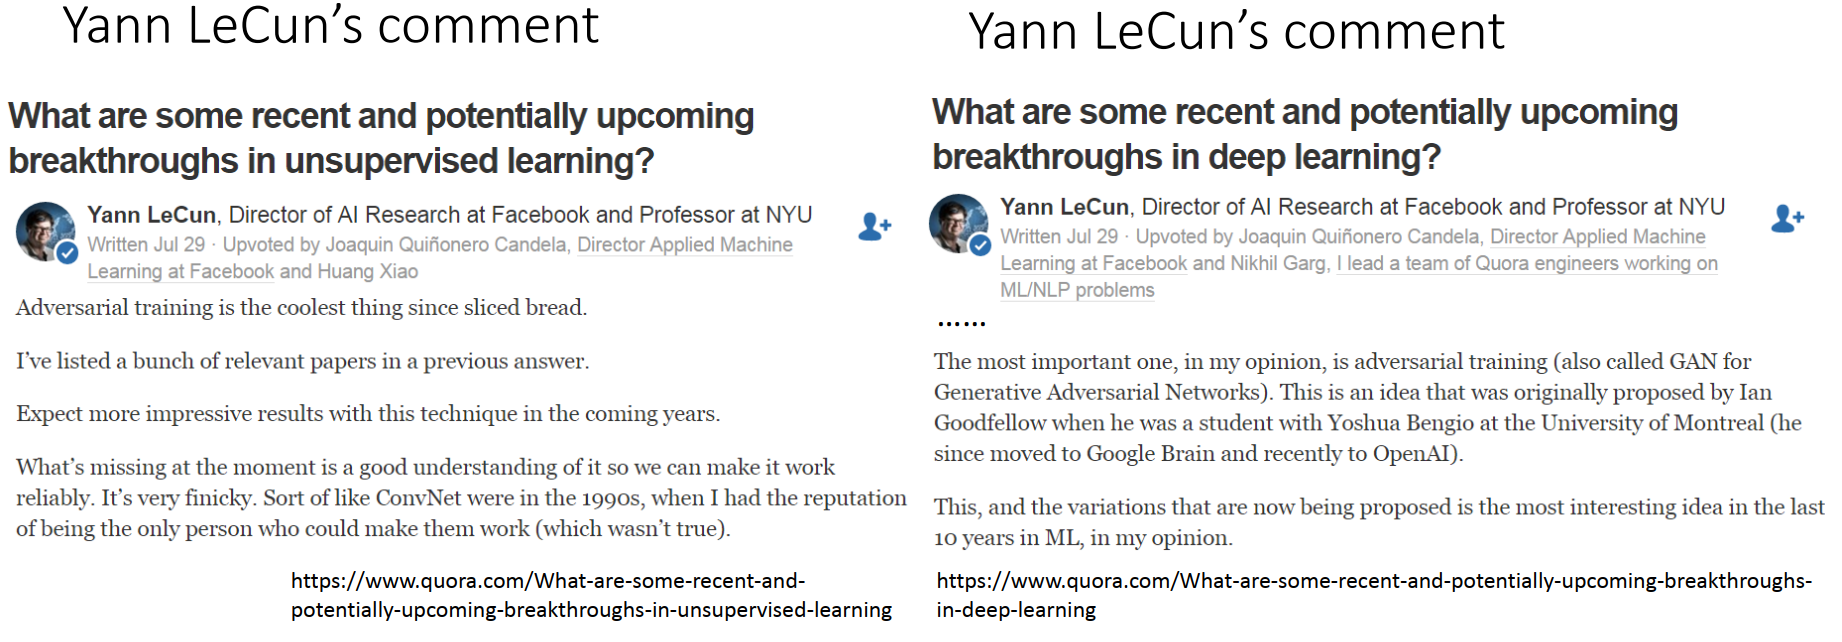 Yann LeCun's comment
What are some recent and potentially upcoming
breakthroughs in unsupervised learning?
Yann LeCun, Director of AI Research at Facebook and Professor at NYU
Written Jul 29 · Upvoted by Joaquin Quiñonero Candela, Director Applied Machine
Learning at Facebook and Huang Xiao
Adversarial training is the coolest thing since sliced bread.
I've listed a bunch of relevant papers in a previous answer.
Expect more impressive results with this technique in the coming years.
What's missing at the moment is a good understanding of it so we can make it work
reliably. It's very finicky. Sort of like ConvNet were in the 1990s, when I had the reputation
of being the only person who could make them work (which wasn't true).
https://www.quora.com/What-are-some-recent-and-
potentially-upcoming-breakthroughs-in-unsupervised-learning
Yann LeCun's comment
What are some recent and potentially upcoming
breakthroughs in deep learning?
Yann LeCun, Director of AI Research at Facebook and Professor at NYU
Written Jul 29 · Upvoted by Joaquin Quiñonero Candela, Director Applied Machine
Learning at Facebook and Nikhil Garg, I lead a team of Quora engineers working on
ML/NLP problems
......
The most important one, in my opinion, is adversarial training (also called GAN for
Generative Adversarial Networks). This is an idea that was originally proposed by Ian
Goodfellow when he was a student with Yoshua Bengio at the University of Montreal (he
since moved to Google Brain and recently to OpenAI).
This, and the variations that are now being proposed is the most interesting idea in the last
10 years in ML, in my opinion.
https://www.quora.com/What-are-some-recent-and-potentially-upcoming-breakthroughs-
in-deep-learning